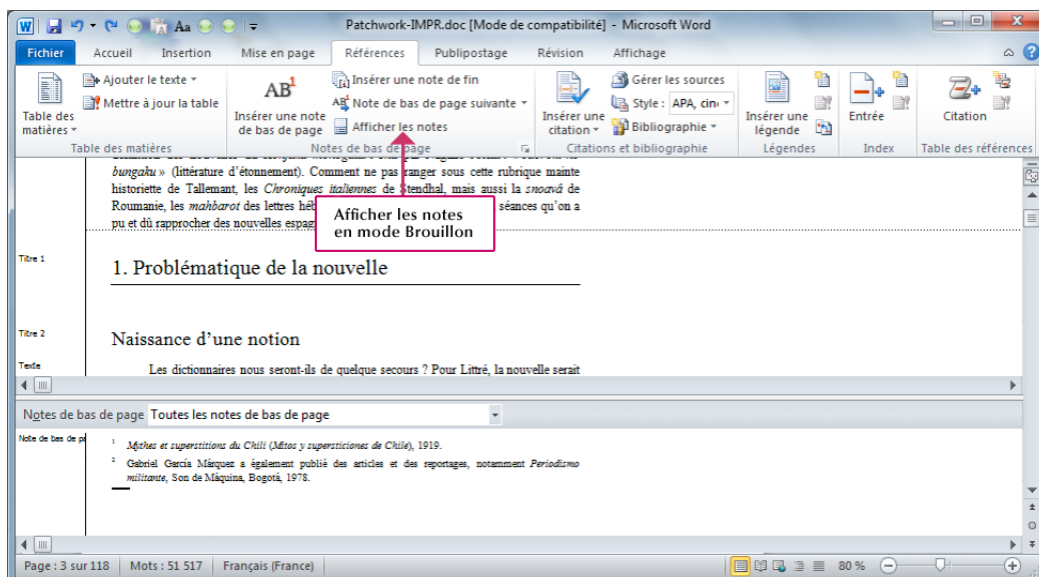 Patchwork-IMPR.doc [Mode de compatibilité] - Microsoft Word
Fichier Accueil Insertion Mise en page Références Publipostage Révision Affichage
Table des matières
Ajouter le texte
Mettre à jour la table
AB1
Insérer une note de bas de page
Insérer une note de fin
Note de bas de page suivante
Afficher les notes
Insérer une citation
Gérer les sources
Style : APA, cin
Bibliographie
Insérer une légende
Entrée
Citation
Table des matières Notes de bas de page Citations et bibliographie Légendes Index Table des références
bungaku » (littérature d'étonnement). Comment ne pas ranger sous cette rubrique mainte
historiette de Tallemant, les Chroniques italiennes de Stendhal, mais aussi la snoavă de
Roumanie, les mahbarot des lettres héb séances qu'on a
pu et dû rapprocher des nouvelles espag
Afficher les notes
en mode Brouillon
Titre 1
1. Problématique de la nouvelle
Titre 2
Naissance d'une notion
Texte
Les dictionnaires nous seront-ils de quelque secours ? Pour Littré, la nouvelle serait
Notes de bas de page Toutes les notes de bas de page
Note de bas de pa
1 Mythes et superstitions du Chili (Mitos y supersticiones de Chile), 1919.
2 Gabriel García Márquez a également publié des articles et des reportages, notamment Periodismo
militante, Son de Máquina, Bogotá, 1978.
Page : 3 sur 118 Mots : 51 517 Français (France) 80 %